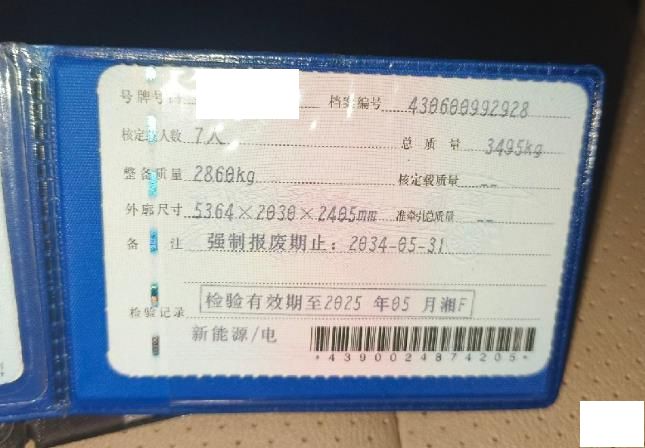 号牌号码 档案编号 430600992928
核定载人数 7人 总质量 3495kg
整备质量 2860kg 核定载质量 --
外廓尺寸 5364×2030×2405mm 准牵引总质量 --
备注 强制报废期止：2034-05-31
检验记录 检验有效期至2025 年05 月湘F
新能源/电
*4390024874205*